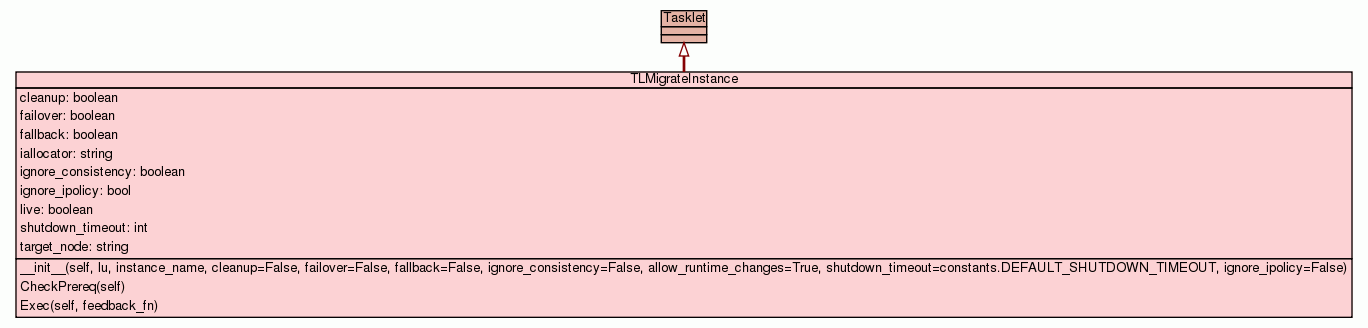 Tasklet
TLMigrateInstance
cleanup: boolean
failover: boolean
fallback: boolean
iallocator: string
ignore_consistency: boolean
ignore_ipolicy: bool
live: boolean
shutdown_timeout: int
target_node: string
__init__(self, lu, instance_name, cleanup=False, failover=False, fallback=False, ignore_consistency=False, allow_runtime_changes=True, shutdown_timeout=constants.DEFAULT_SHUTDOWN_TIMEOUT, ignore_ipolicy=False)
CheckPrereq(self)
Exec(self, feedback_fn)